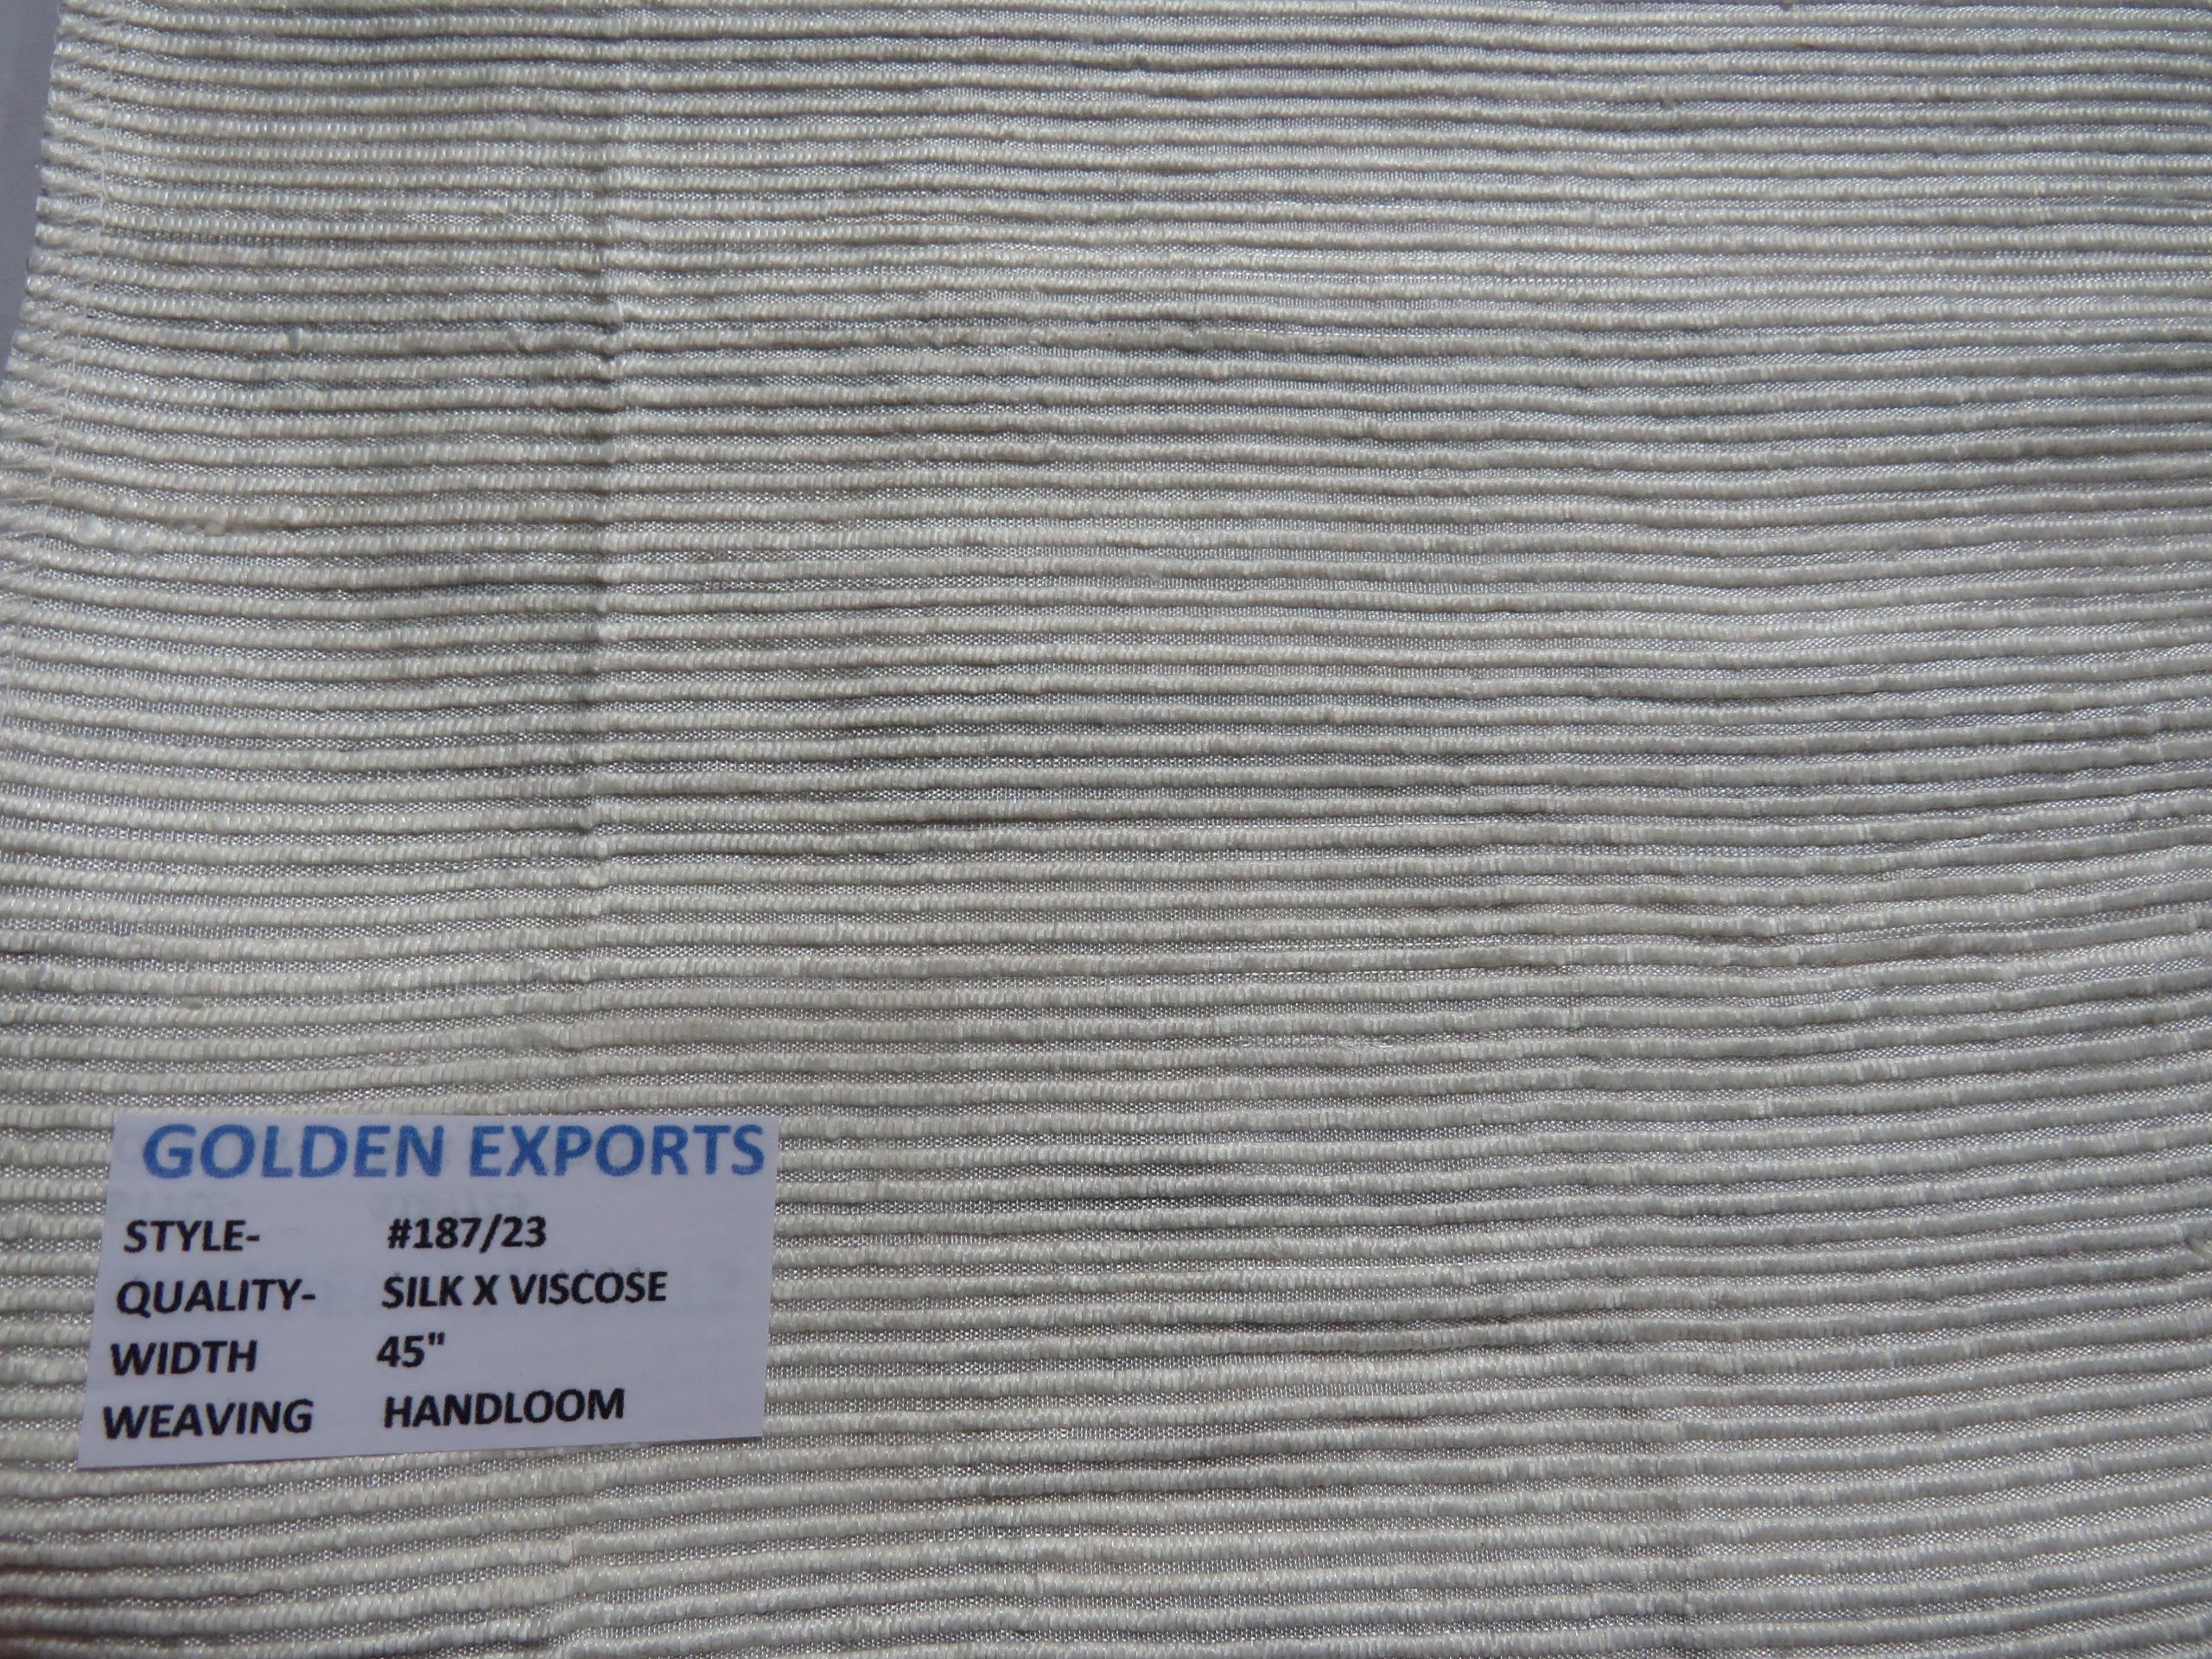 GOLDEN EXPORTS
STYLE- #187/23
QUALITY- SILK X VISCOSE
WIDTH 45"
WEAVING HANDLOOM